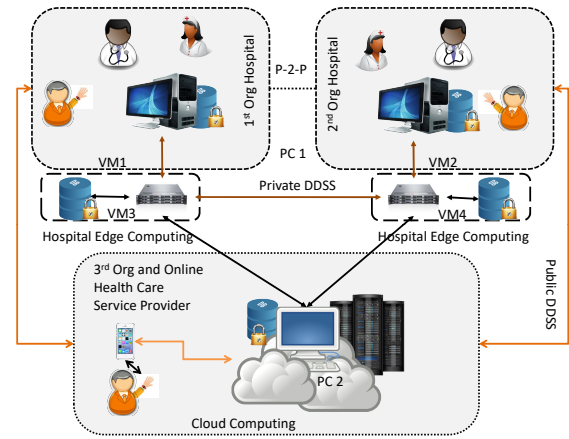 P-2-P
1st Org Hospital
2nd Org Hospital
PC 1
VM1
VM2
Private DDSS
VM3
VM4
Hospital Edge Computing
Hospital Edge Computing
3rd Org and Online
Health Care
Service Provider
Public DDSS
PC 2
Cloud Computing